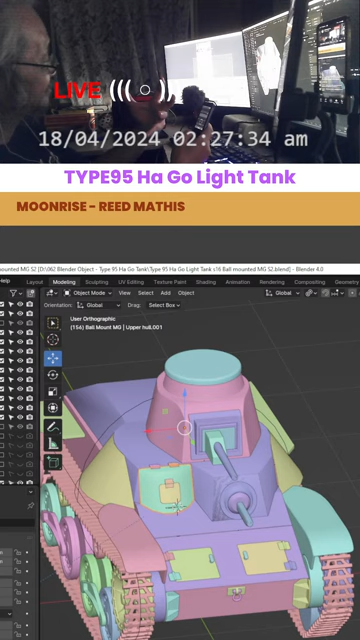 LIVE
18/04/2024 02:27:34 am
TYPE95 Ha Go Light Tank
MOONRISE - REED MATHIS
mounted MG S2 [D:\062 Blender Object - Type 95 Ha Go Tank\Type 95 Ha Go Light Tank s16 Ball mounted MG S2.blend] - Blender 4.0
Help Layout Modeling Sculpting UV Editing Texture Paint Shading Animation Rendering Compositing Geometry
Object Mode View Select Add Object Global
Orientation: Global Drag: Select Box
User Orthographic
(154) Ball Mount MG | Upper hull.001